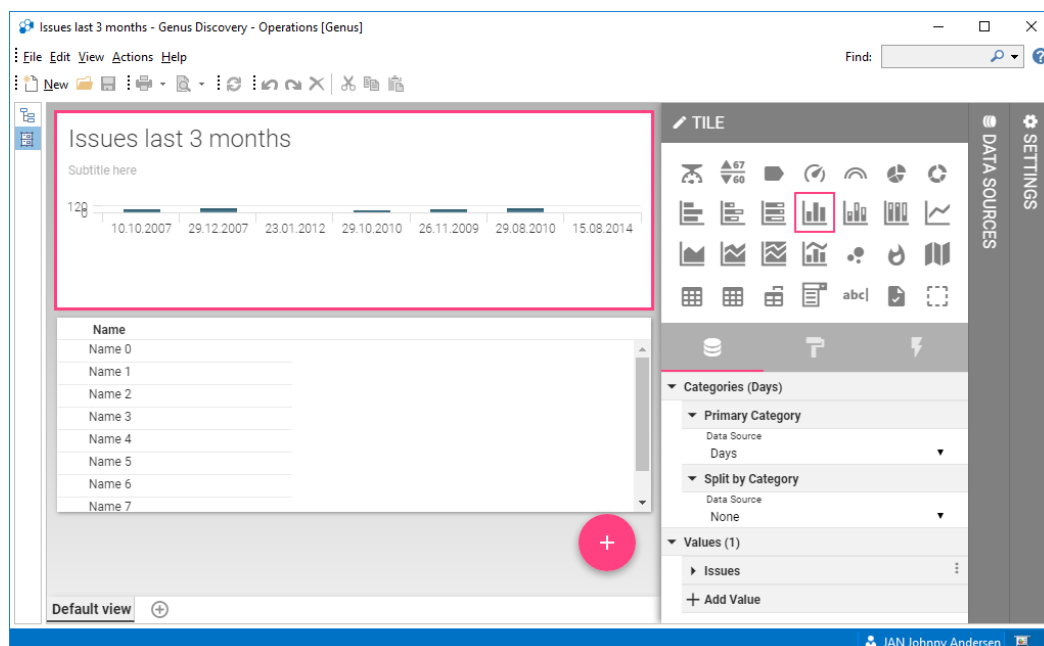 Issues last 3 months - Genus Discovery - Operations [Genus]
File Edit View Actions Help
Find:
New
Issues last 3 months
Subtitle here
120
0
10.10.2007 29.12.2007 23.01.2012 29.10.2010 26.11.2009 29.08.2010 15.08.2014
Name
Name 0
Name 1
Name 2
Name 3
Name 4
Name 5
Name 6
Name 7
Default view
TILE
67
60
abc
Categories (Days)
Primary Category
Data Source
Days
Split by Category
Data Source
None
Values (1)
Issues
+ Add Value
DATA SOURCES
SETTINGS
JAN Johnny Andersen